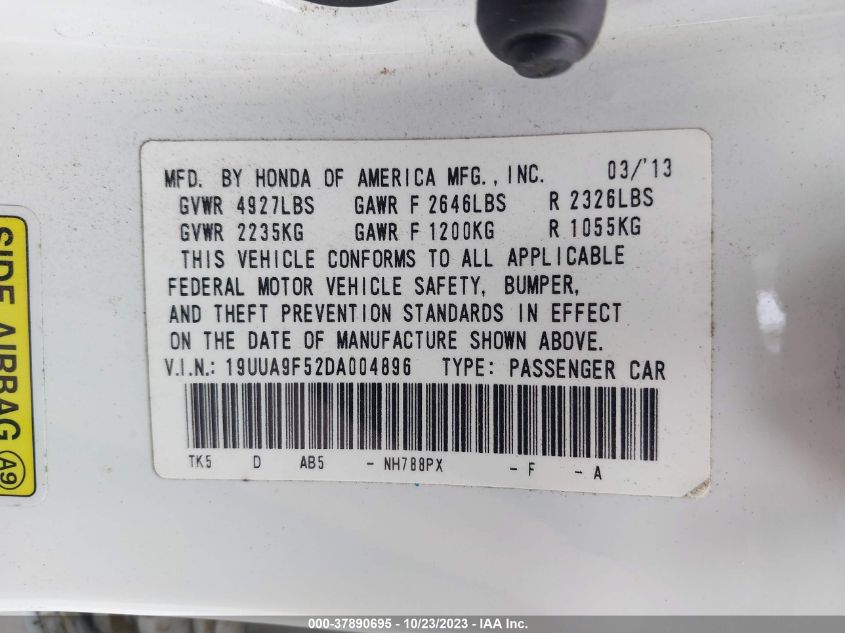 MFD. BY HONDA OF AMERICA MFG., INC. 03/'13
GVWR 4927LBS GAWR F 2646LBS R 2326LBS
GVWR 2235KG GAWR F 1200KG R 1055KG
THIS VEHICLE CONFORMS TO ALL APPLICABLE
FEDERAL MOTOR VEHICLE SAFETY, BUMPER,
AND THEFT PREVENTION STANDARDS IN EFFECT
ON THE DATE OF MANUFACTURE SHOWN ABOVE.
V.I.N.: 19UUA9F52DA004896 TYPE: PASSENGER CAR
TK5 D AB5 - NH788PX - F - A
SIDE AIRBAG A9
000-37890695 - 10/23/2023 - IAA Inc.